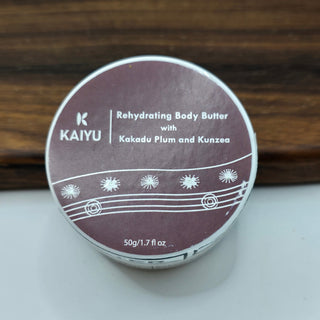 KAIYU
Rehydrating Body Butter
with
Kakadu Plum and Kunzea
50g/1.7 fl oz